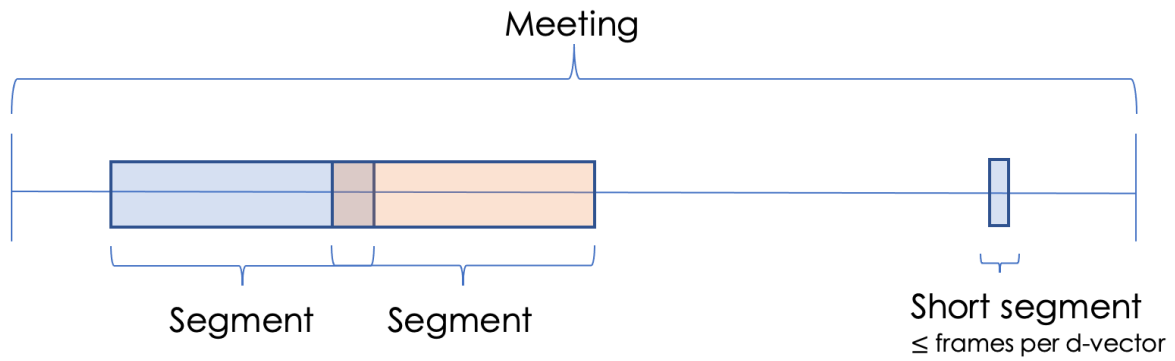 Meeting
Segment
Segment
Short segment
≤ frames per d-vector